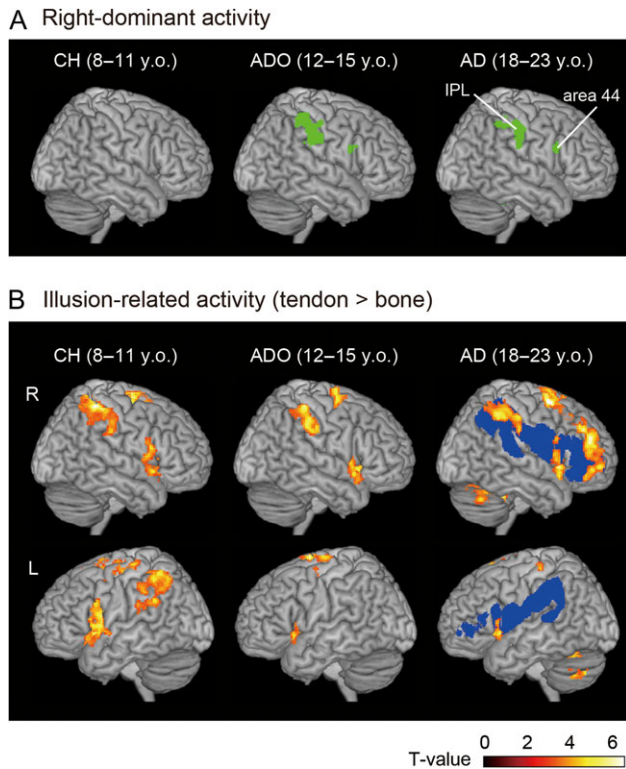 A Right-dominant activity
CH (8–11 y.o.) ADO (12–15 y.o.) AD (18–23 y.o.)
IPL area 44
B Illusion-related activity (tendon > bone)
CH (8–11 y.o.) ADO (12–15 y.o.) AD (18–23 y.o.)
R
L
T-value 0 2 4 6